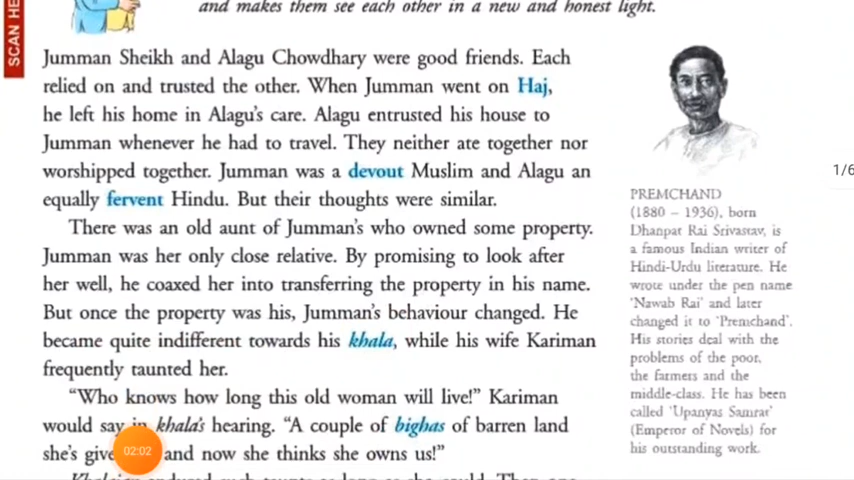 and makes them see each other in a new and honest light.
SCAN HE
Jumman Sheikh and Alagu Chowdhary were good friends. Each
relied on and trusted the other. When Jumman went on Haj,
he left his home in Alagu's care. Alagu entrusted his house to
Jumman whenever he had to travel. They neither ate together nor
worshipped together. Jumman was a devout Muslim and Alagu an
equally fervent Hindu. But their thoughts were similar.
There was an old aunt of Jumman's who owned some property.
Jumman was her only close relative. By promising to look after
her well, he coaxed her into transferring the property in his name.
But once the property was his, Jumman's behaviour changed. He
became quite indifferent towards his khala, while his wife Kariman
frequently taunted her.
"Who knows how long this old woman will live!" Kariman
would say in khala's hearing. "A couple of bighas of barren land
she's give and now she thinks she owns us!"
02:02
1/6
PREMCHAND
(1880 – 1936), born
Dhanpat Rai Srivastav, is
a famous Indian writer of
Hindi-Urdu literature. He
wrote under the pen name
'Nawab Rai' and later
changed it to 'Premchand'.
His stories deal with the
problems of the poor,
the farmers and the
middle-class. He has been
called 'Upanyas Samrat'
(Emperor of Novels) for
his outstanding work.